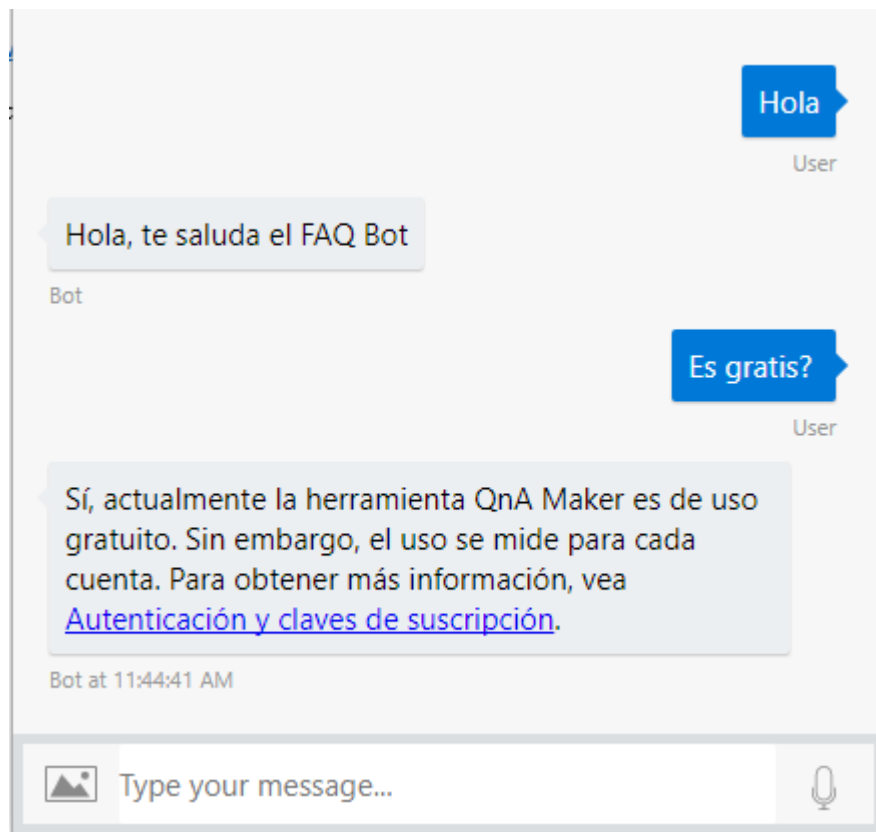 Hola
User
Hola, te saluda el FAQ Bot
Bot
Es gratis?
User
Sí, actualmente la herramienta QnA Maker es de uso
gratuito. Sin embargo, el uso se mide para cada
cuenta. Para obtener más información, vea
Autenticación y claves de suscripción.
Bot at 11:44:41 AM
Type your message...